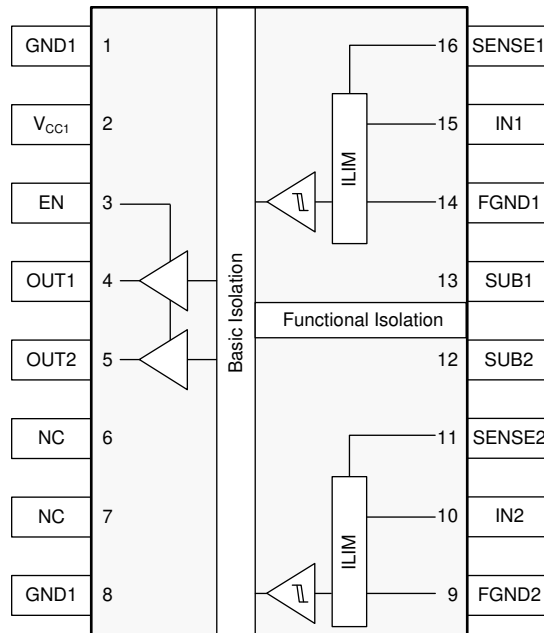 GND1 1 16 SENSE1
VCC1 2 15 IN1
EN 3 14 FGND1
OUT1 4 13 SUB1
OUT2 5 12 SUB2
NC 6 11 SENSE2
NC 7 10 IN2
GND1 8 9 FGND2
Basic Isolation
Functional Isolation
ILIM
ILIM